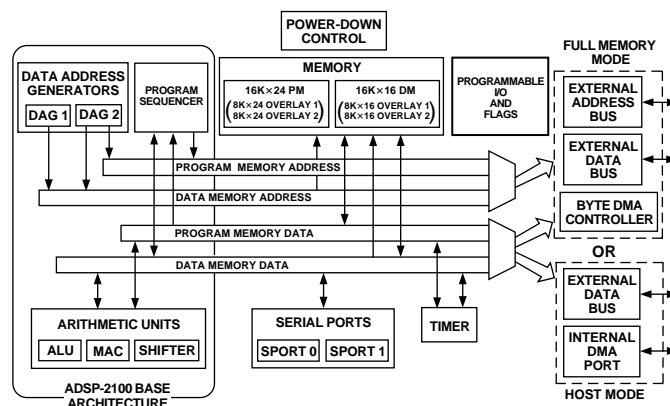 POWER-DOWN
CONTROL
FULL MEMORY
MODE
DATA ADDRESS
GENERATORS
DAG 1
DAG 2
PROGRAM
SEQUENCER
MEMORY
16K×24 PM
(8K×24 OVERLAY 1)
(8K×24 OVERLAY 2)
16K×16 DM
(8K×16 OVERLAY 1)
(8K×16 OVERLAY 2)
PROGRAMMABLE
I/O
AND
FLAGS
EXTERNAL
ADDRESS
BUS
EXTERNAL
DATA
BUS
BYTE DMA
CONTROLLER
OR
EXTERNAL
DATA
BUS
INTERNAL
DMA
PORT
HOST MODE
PROGRAM MEMORY ADDRESS
DATA MEMORY ADDRESS
PROGRAM MEMORY DATA
DATA MEMORY DATA
ARITHMETIC UNITS
ALU
MAC
SHIFTER
SERIAL PORTS
SPORT 0
SPORT 1
TIMER
ADSP-2100 BASE
ARCHITECTURE